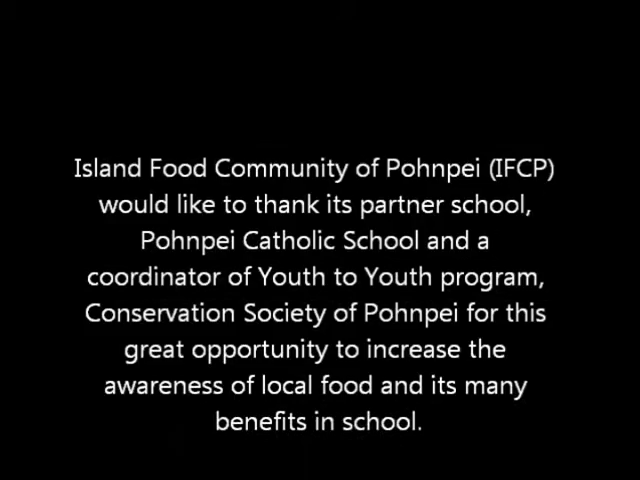 Island Food Community of Pohnpei (IFCP)
would like to thank its partner school,
Pohnpei Catholic School and a
coordinator of Youth to Youth program,
Conservation Society of Pohnpei for this
great opportunity to increase the
awareness of local food and its many
benefits in school.